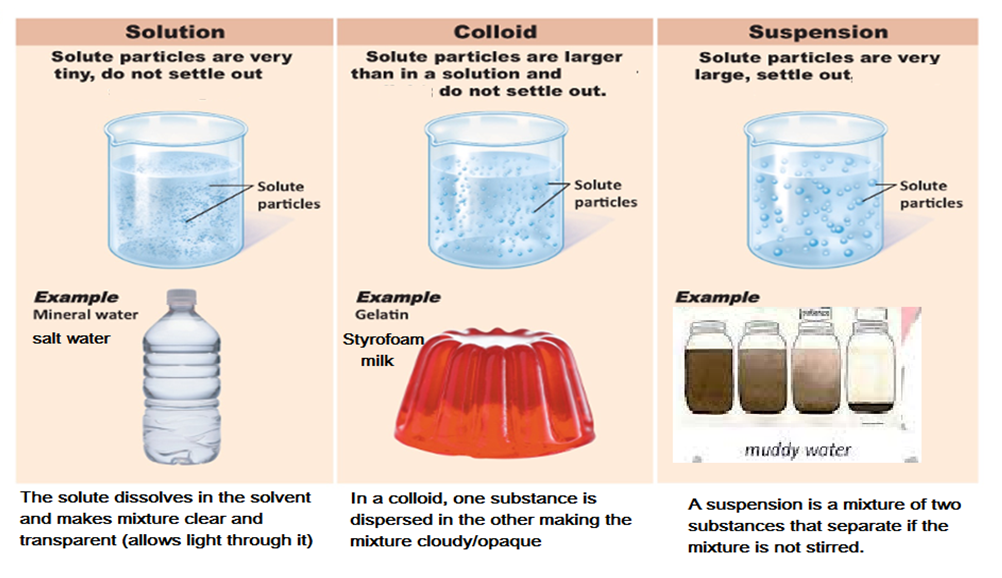 Solution
Solute particles are very
tiny, do not settle out
Solute
particles
Example
Mineral water
salt water
The solute dissolves in the solvent
and makes mixture clear and
transparent (allows light through it)
Colloid
Solute particles are larger
than in a solution and
do not settle out.
Solute
particles
Example
Gelatin
Styrofoam
milk
In a colloid, one substance is
dispersed in the other making the
mixture cloudy/opaque
Suspension
Solute particles are very
large, settle out
Solute
particles
Example
patience
muddy water
A suspension is a mixture of two
substances that separate if the
mixture is not stirred.